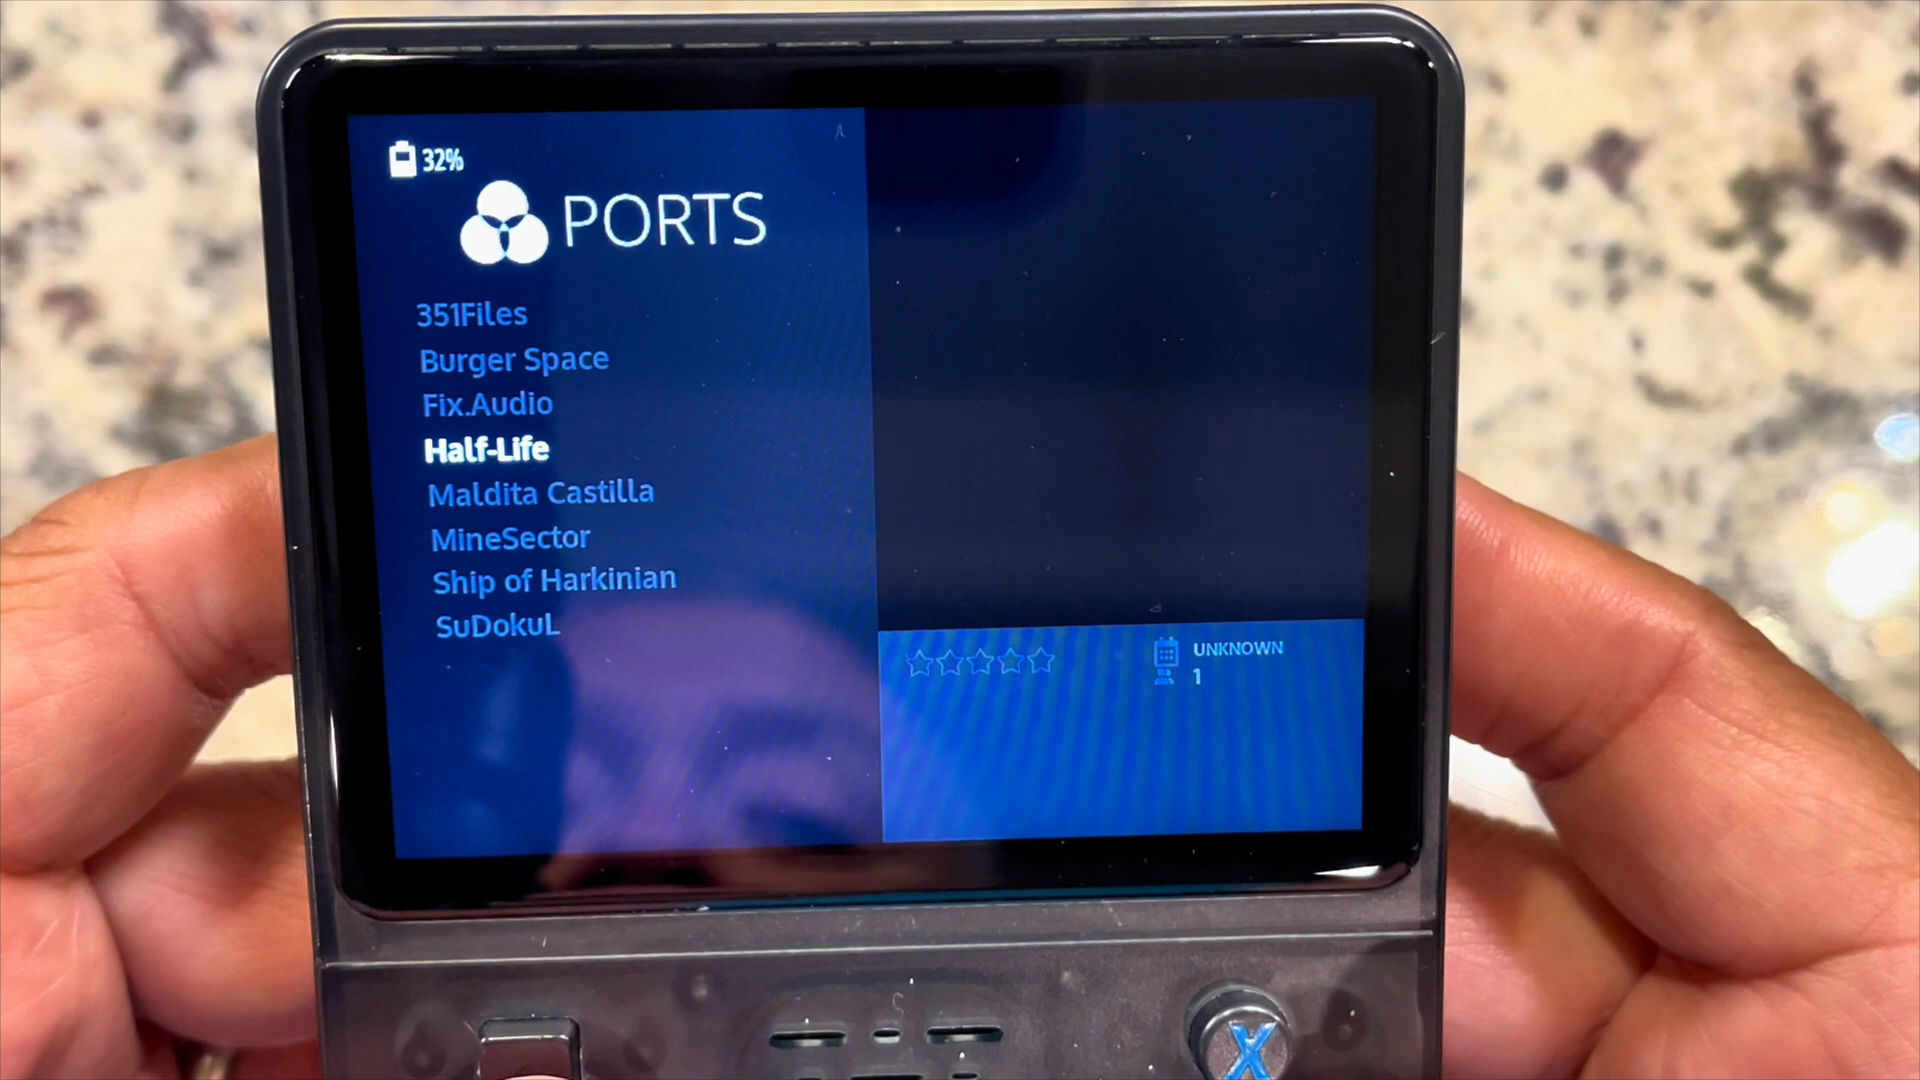 32%
PORTS
351Files
Burger Space
Fix.Audio
Half-Life
Maldita Castilla
MineSector
Ship of Harkinian
SuDokuL
UNKNOWN
1
X